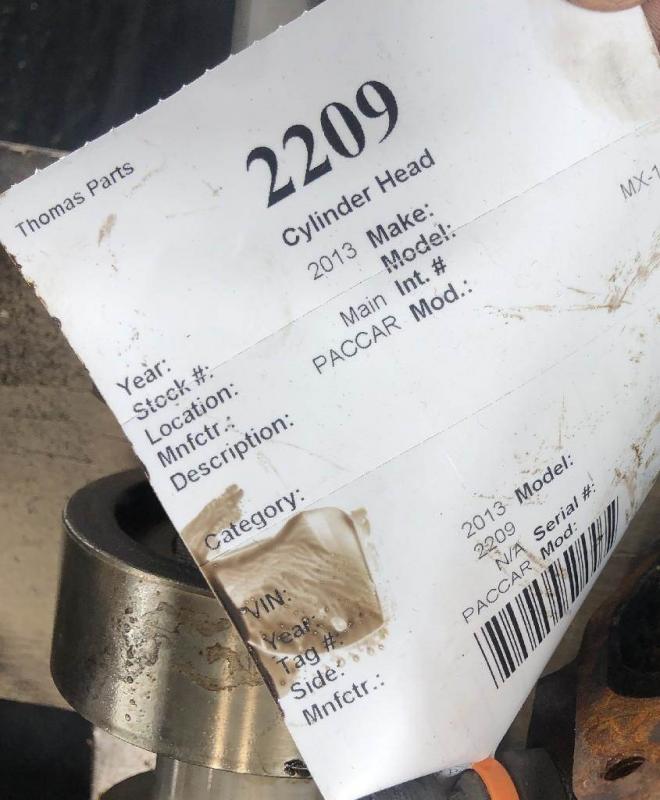 Thomas Parts
2209
Cylinder Head
Year: 2013 Make:
Stock #: Model: MX-1
Location: Main Int. #
Mnfctr.: PACCAR Mod.:
Description:
Category:
VIN:
Year: 2013 Model:
Tag #: 2209
Side: N/A Serial #:
Mnfctr.: PACCAR Mod: